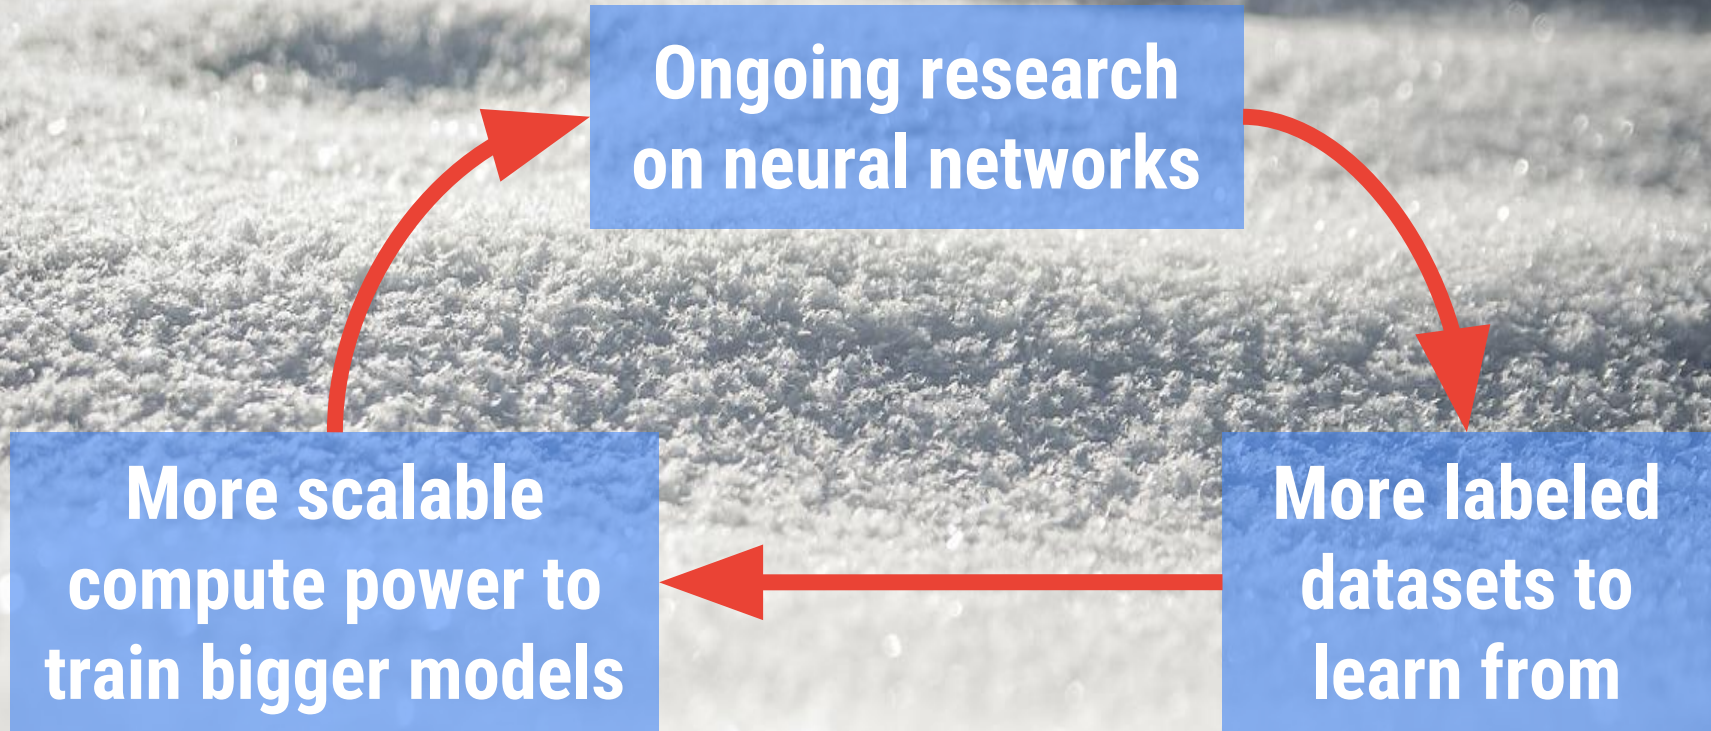 Ongoing research
on neural networks
More scalable
compute power to
train bigger models
More labeled
datasets to
learn from